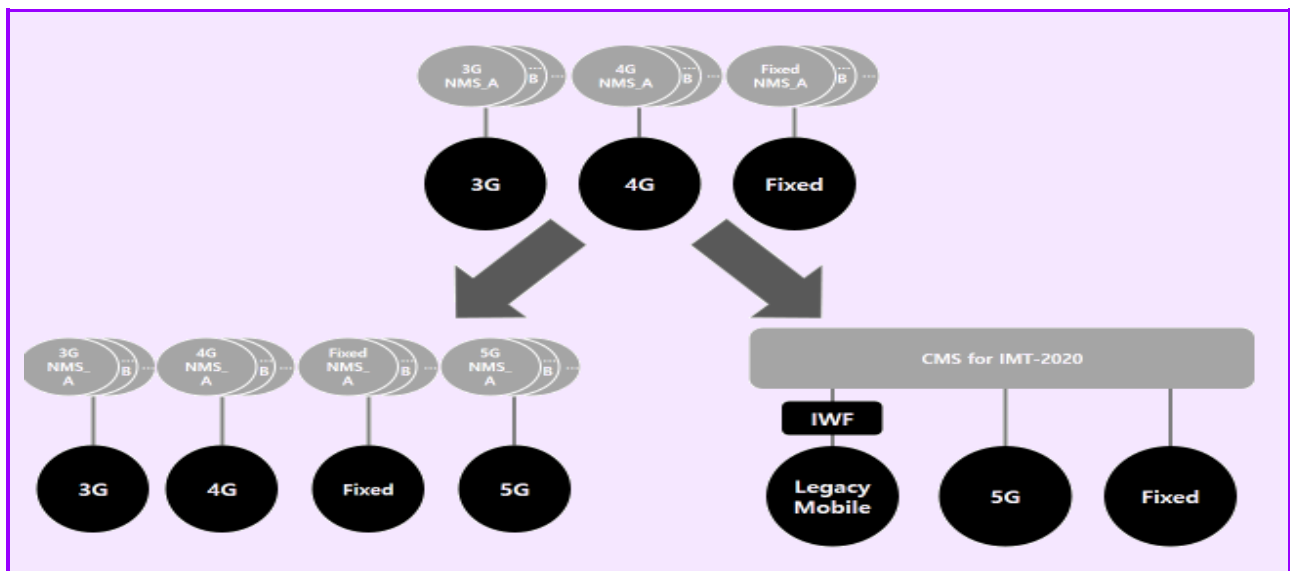 3G
NMS_A
B
...
...
4G
NMS_A
B
...
...
Fixed
NMS_A
B
...
...
3G
4G
Fixed
3G
NMS_
A
B
...
...
4G
NMS_
A
B
...
...
Fixed
NMS_
A
B
...
...
5G
NMS_
A
B
...
...
CMS for IMT-2020
IWF
3G
4G
Fixed
5G
Legacy
Mobile
5G
Fixed